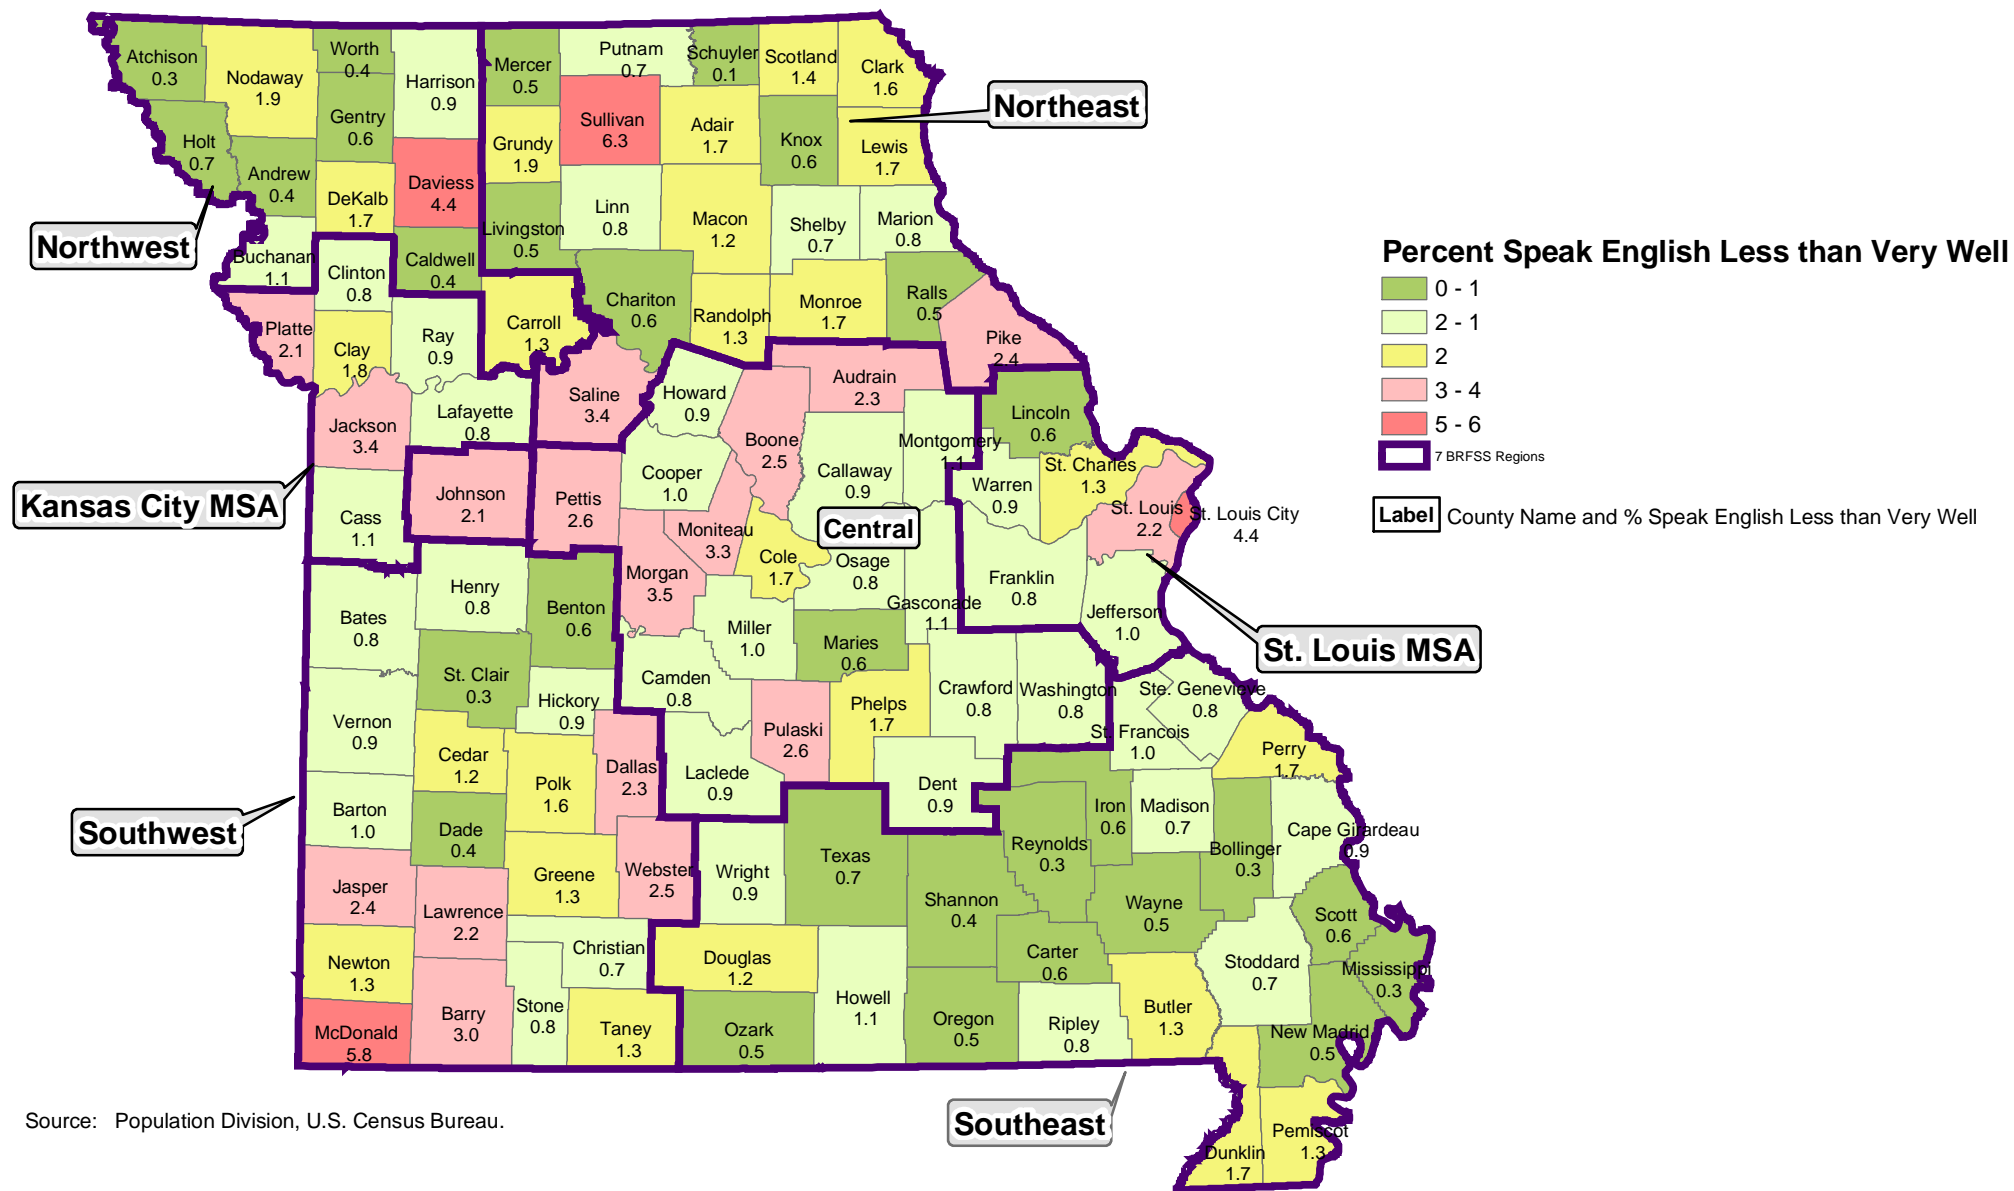 Atchison
0.3
Nodaway
1.9
Worth
0.4
Harrison
0.9
Mercer
0.5
Putnam
0.7
Schuyler
0.1
Scotland
1.4
Clark
1.6
Northeast
Gentry
0.6
Sullivan
6.3
Adair
1.7
Knox
0.6
Lewis
1.7
Holt
0.7
Andrew
0.4
DeKalb
1.7
Daviess
4.4
Grundy
1.9
Livingston
0.5
Linn
0.8
Macon
1.2
Shelby
0.7
Marion
0.8
Northwest
Buchanan
1.1
Clinton
0.8
Caldwell
0.4
Carroll
1.3
Chariton
0.6
Randolph
1.3
Monroe
1.7
Ralls
0.5
Pike
2.4
Platte
2.1
Clay
1.8
Ray
0.9
Percent Speak English Less than Very Well
0 - 1
2 - 1
2
3 - 4
5 - 6
7 BRFSS Regions
Label County Name and % Speak English Less than Very Well
Jackson
3.4
Lafayette
0.8
Saline
3.4
Howard
0.9
Boone
2.5
Audrain
2.3
Montgomery
1.1
Lincoln
0.6
Kansas City MSA
Cass
1.1
Johnson
2.1
Pettis
2.6
Cooper
1.0
Moniteau
3.3
Callaway
0.9
Central
Warren
0.9
St. Charles
1.3
St. Louis
2.2
St. Louis City
4.4
Bates
0.8
Henry
0.8
Benton
0.6
Morgan
3.5
Cole
1.7
Osage
0.8
Gasconade
1.1
Franklin
0.8
Jefferson
1.0
St. Louis MSA
Miller
1.0
Maries
0.6
St. Clair
0.3
Hickory
0.9
Camden
0.8
Pulaski
2.6
Phelps
1.7
Crawford
0.8
Washington
0.8
Ste. Genevieve
0.8
St. Francois
1.0
Perry
1.7
Vernon
0.9
Cedar
1.2
Polk
1.6
Dallas
2.3
Laclede
0.9
Dent
0.9
Iron
0.6
Madison
0.7
Bollinger
0.3
Cape Girardeau
0.9
Southwest
Barton
1.0
Dade
0.4
Greene
1.3
Webster
2.5
Wright
0.9
Texas
0.7
Shannon
0.4
Reynolds
0.3
Wayne
0.5
Scott
0.6
Mississippi
0.3
Jasper
2.4
Lawrence
2.2
Christian
0.7
Douglas
1.2
Howell
1.1
Carter
0.6
Stoddard
0.7
Newton
1.3
McDonald
5.8
Barry
3.0
Stone
0.8
Taney
1.3
Ozark
0.5
Oregon
0.5
Ripley
0.8
Butler
1.3
New Madrid
0.5
Southeast
Dunklin
1.7
Pemiscot
1.3
Source: Population Division, U.S. Census Bureau.